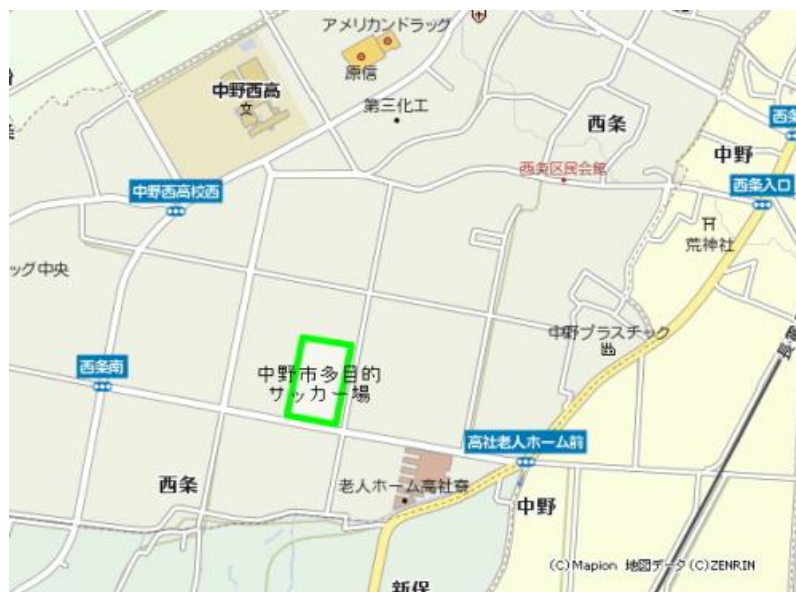 アメリカンドラッグ
原信
中野西高
文
第三化工
西条
中野
西条
西条区民会館
西条入口
中野西高校西
荒神社
ッグ中央
中野プラスチック
長
西条南
中野市多目的
サッカー場
高社老人ホーム前
西条
老人ホーム高社寮
中野
新保
(C)Mapion 地図データ(C)ZENRIN